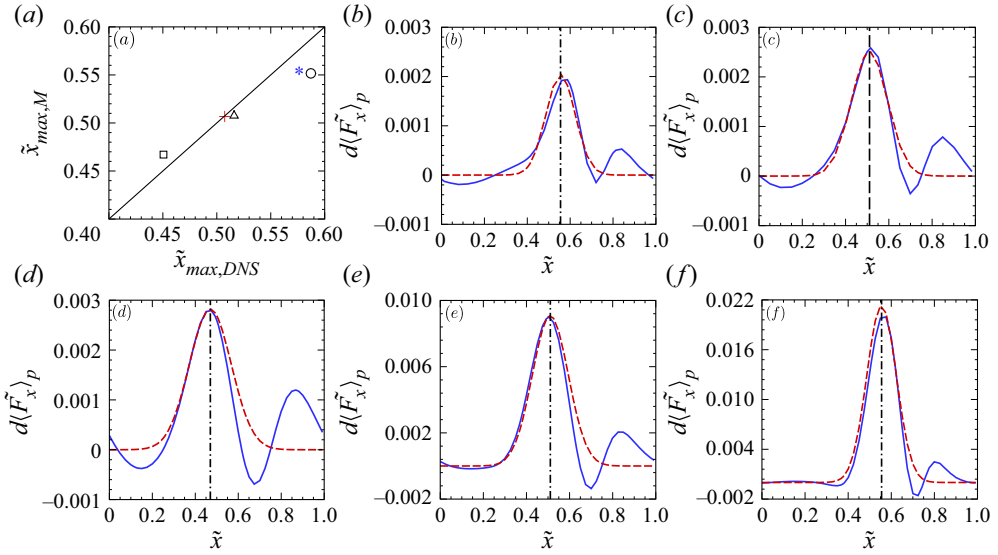 (a)
(a)
0.60
0.55
0.50
0.45
0.40
0.45
0.50
0.55
0.60
x̃max,M
x̃max,DNS
(b)
(b)
0.003
0.002
0.001
0
−0.001
0
0.2
0.4
0.6
0.8
1.0
d⟨F̃x⟩p
x̃
(c)
(c)
0.003
0.002
0.001
0
−0.001
0
0.2
0.4
0.6
0.8
1.0
d⟨F̃x⟩p
x̃
(d)
(d)
0.003
0.002
0.001
0
−0.001
0
0.2
0.4
0.6
0.8
1.0
d⟨F̃x⟩p
x̃
(e)
(e)
0.010
0.006
0.002
−0.002
0
0.2
0.4
0.6
0.8
1.0
d⟨F̃x⟩p
x̃
(f)
(f)
0.022
0.016
0.010
0.004
−0.002
0
0.2
0.4
0.6
0.8
1.0
d⟨F̃x⟩p
x̃